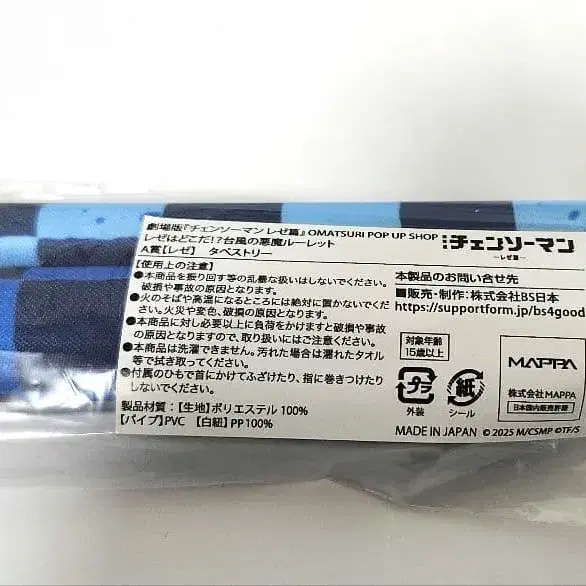 劇場版『チェンソーマン レゼ篇』OMATSURI POP UP SHOP
レゼはどこだ!?台風の悪魔ルーレット
A賞【レゼ】 タペストリー
【使用上の注意】
●本商品を振り回す等の乱暴な扱いはしないでください。
破損や事故の原因となります。
●火のそばや高温になるところには絶対に置かないでください。火災や変色、破損の原因となります。
●本商品に対し必要以上に負荷をかけますと破損や事故の原因となりますので、取り扱いにはご注意ください。
●本商品は洗濯できません。汚れた場合は濡れたタオル等で拭き取ってください。
●付属のひもで首にかけてふざけたり、指に巻きつけたりしないでください。
製品材質：【生地】ポリエステル 100%
【パイプ】PVC 【白紐】PP100%
劇場版 チェンソーマン
レゼ篇
本製品のお問い合せ先
■販売・制作：株式会社BS日本
https://supportform.jp/bs4good
対象年齢
15歳以上
プラ
外装
紙
シール
MAPPA
株式会社MAPPA
日本国内販売許諾
MADE IN JAPAN © 2025 M/CSMP ©TF/S